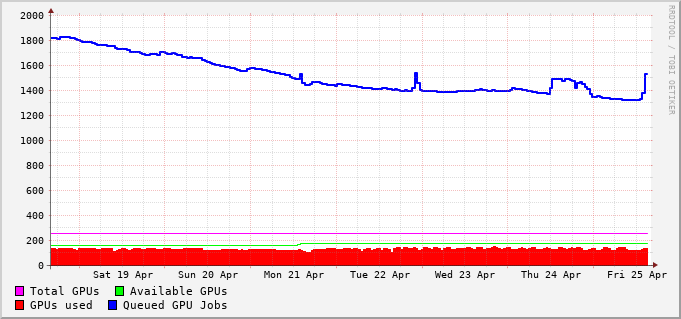 2000
1800
1600
1400
1200
1000
800
600
400
200
0
Sat 19 Apr Sun 20 Apr Mon 21 Apr Tue 22 Apr Wed 23 Apr Thu 24 Apr Fri 25 Apr
Total GPUs Available GPUs
GPUs used Queued GPU Jobs
RRDTOOL / TOBI OETIKER